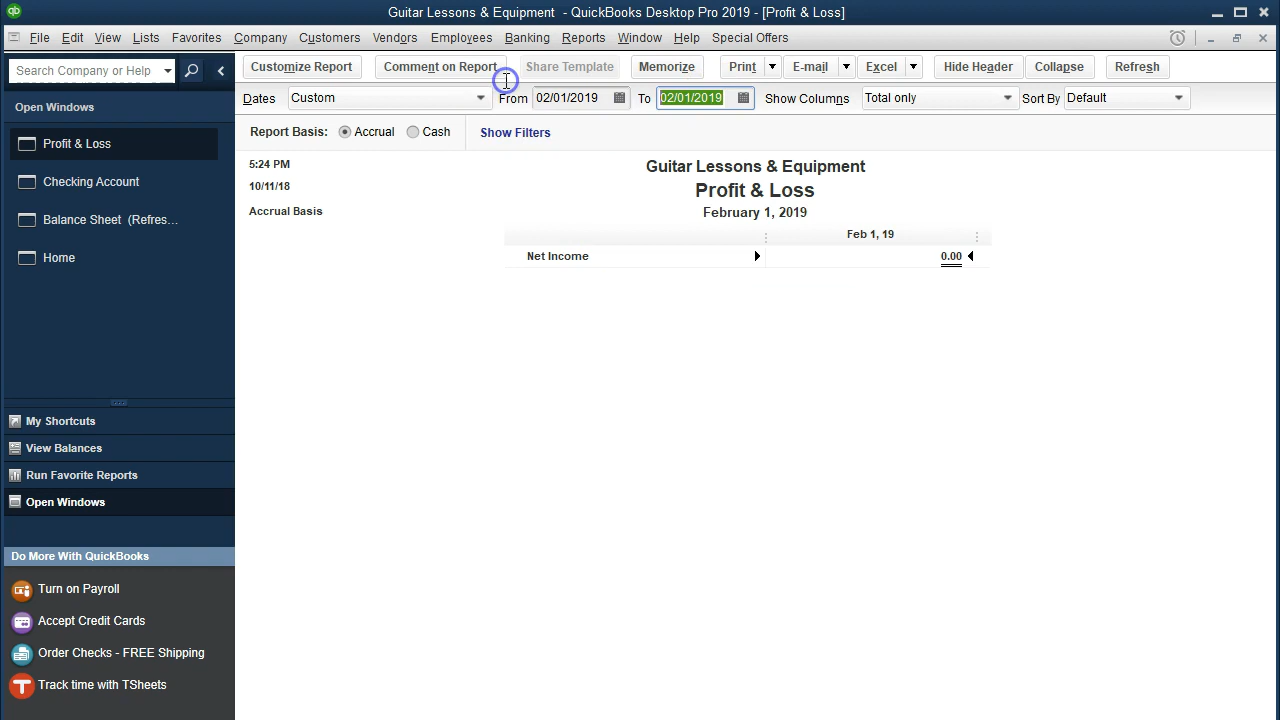 Guitar Lessons & Equipment - QuickBooks Desktop Pro 2019 - [Profit & Loss]
File Edit View Lists Favorites Company Customers Vendors Employees Banking Reports Window Help Special Offers
Search Company or Help
Customize Report Comment on Report Share Template Memorize Print E-mail Excel Hide Header Collapse Refresh
Dates Custom From 02/01/2019 To 02/01/2019 Show Columns Total only Sort By Default
Report Basis: Accrual Cash Show Filters
Open Windows
Profit & Loss
Checking Account
Balance Sheet (Refres...
Home
My Shortcuts
View Balances
Run Favorite Reports
Open Windows
Do More With QuickBooks
Turn on Payroll
Accept Credit Cards
Order Checks - FREE Shipping
Track time with TSheets
5:24 PM
10/11/18
Accrual Basis
Guitar Lessons & Equipment
Profit & Loss
February 1, 2019
Feb 1, 19
Net Income 0.00